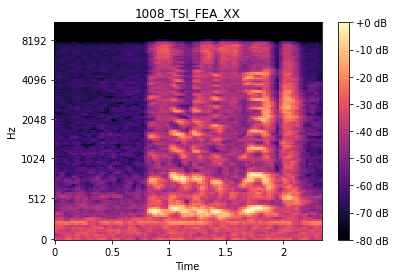 1008_TSI_FEA_XX
+0 dB
8192
-10 dB
4096
-20 dB
-30 dB
2048
Hz
-40 dB
1024
-50 dB
512
-60 dB
-70 dB
0
-80 dB
0 0.5 1 1.5 2
Time